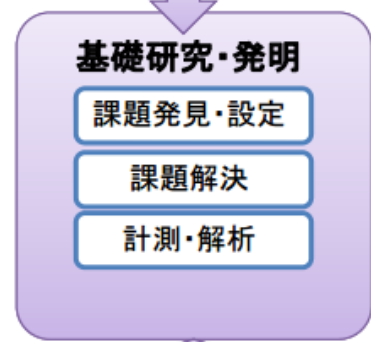 基礎研究・発明
課題発見・設定
課題解決
計測・解析